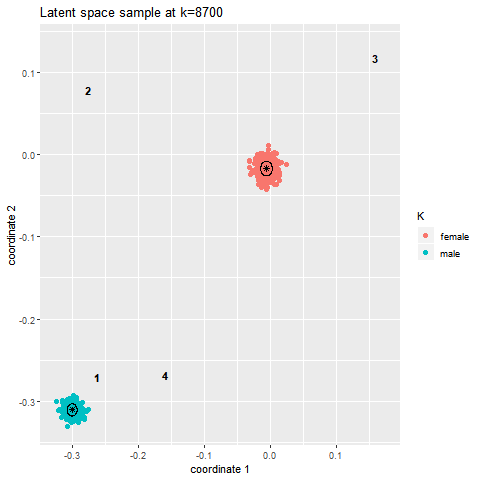 Latent space sample at k=8700
3
0.1
2
0.0
K
female
male
-0.1
coordinate 2
-0.2
1
4
-0.3
-0.3
-0.2
-0.1
0.0
0.1
coordinate 1